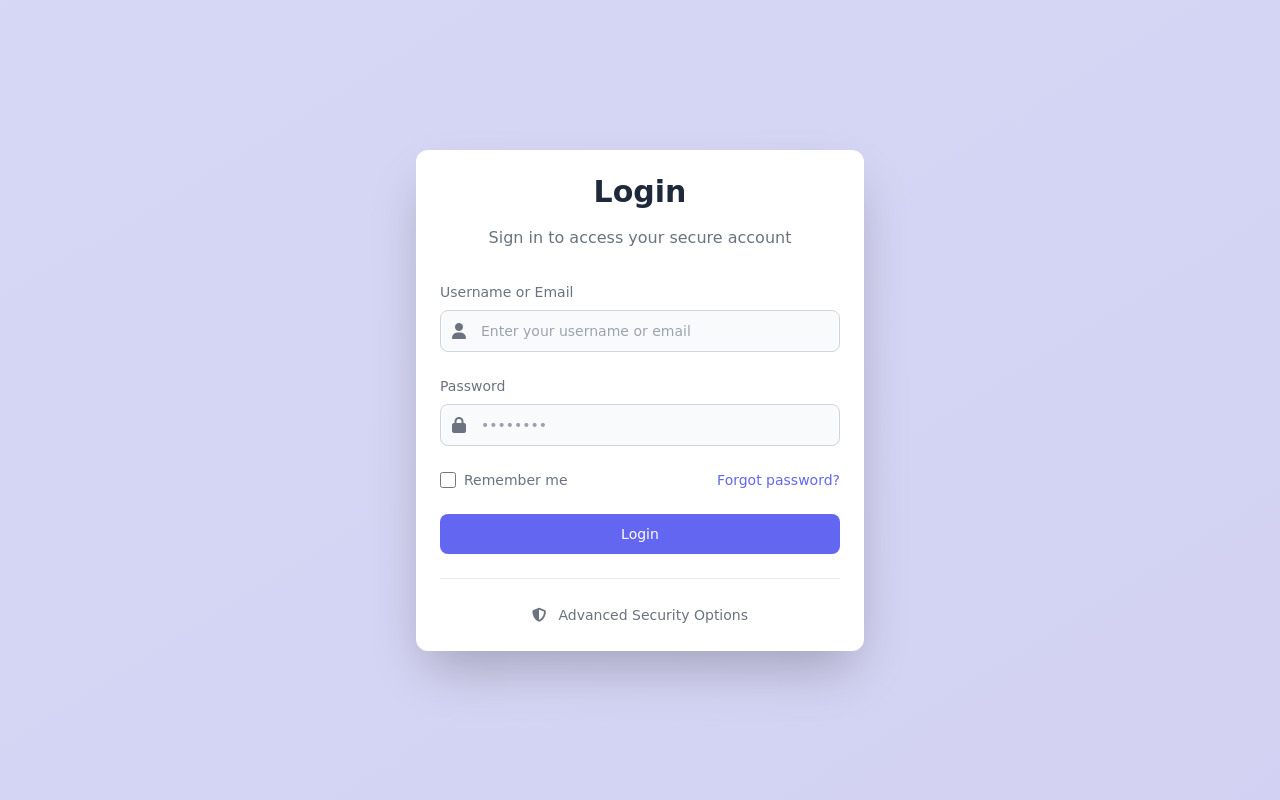 Login
Sign in to access your secure account
Username or Email
Enter your username or email
Password
••••••••
Remember me
Forgot password?
Login
Advanced Security Options